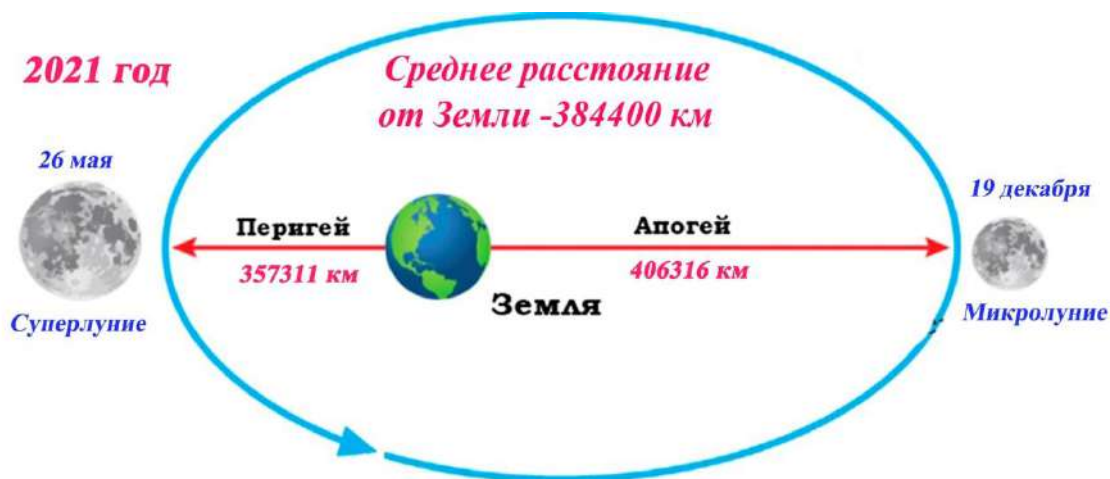 2021 год
Среднее расстояние
от Земли -384400 км
26 мая
19 декабря
Перигей
Апогей
357311 км
406316 км
Земля
Суперлуние
Микролуние